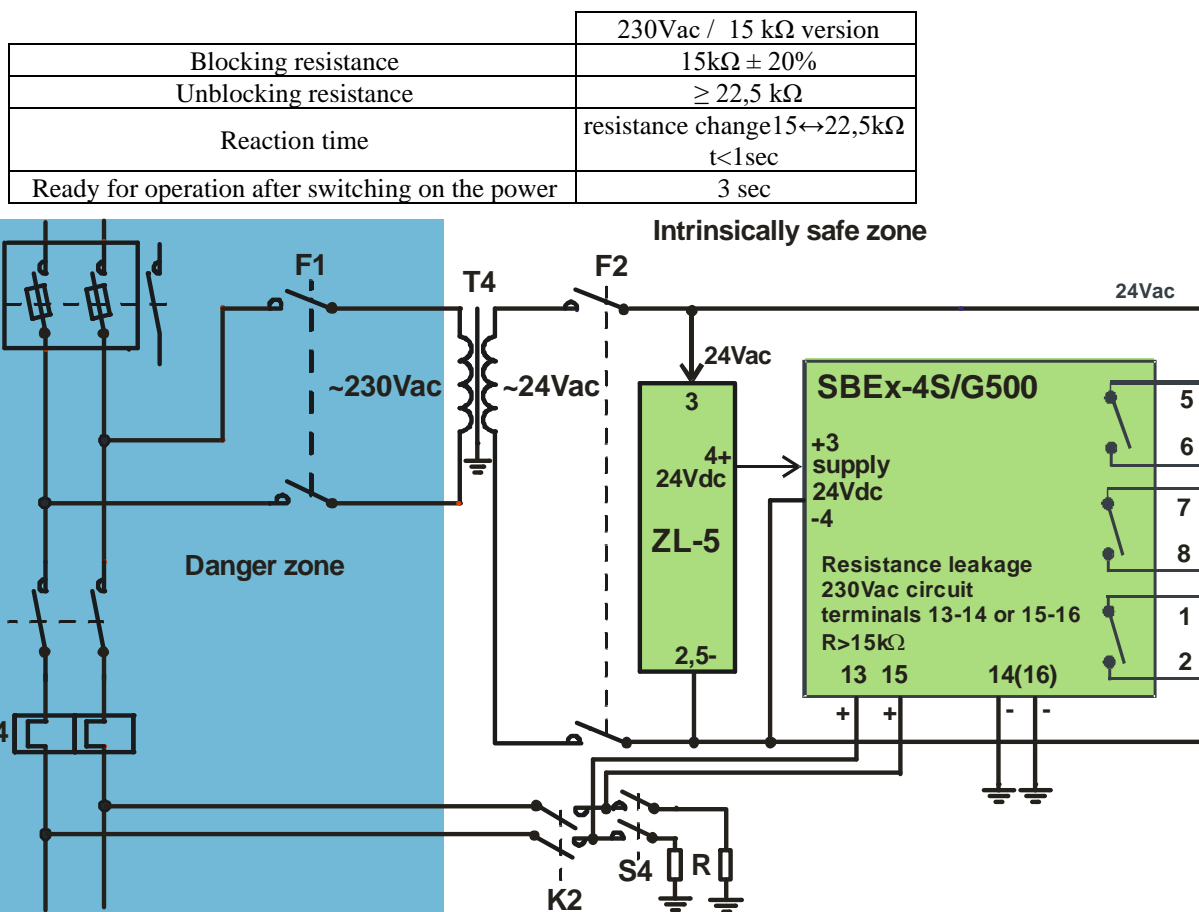 230Vac / 15 kΩ version
Blocking resistance 15kΩ ± 20%
Unblocking resistance ≥ 22,5 kΩ
Reaction time resistance change15↔22,5kΩ
t<1sec
Ready for operation after switching on the power 3 sec
Intrinsically safe zone
F1
T4
F2
24Vac
~230Vac
~24Vac
24Vac
3
4+
24Vdc
ZL-5
2,5-
SBEx-4S/G500
+3
supply
24Vdc
-4
Resistance leakage
230Vac circuit
terminals 13-14 or 15-16
R>15kΩ
13 15 14(16)
+ + - -
5
6
7
8
1
2
Danger zone
4
S4
R
K2